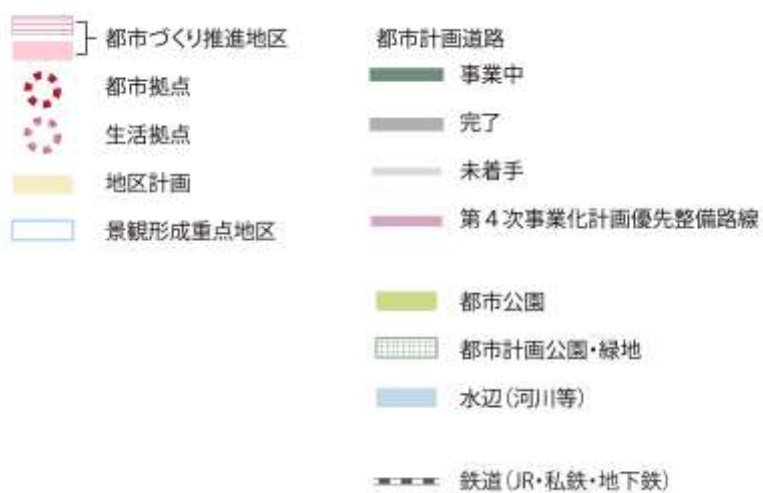 都市づくり推進地区
都市拠点
生活拠点
地区計画
景観形成重点地区
都市計画道路
事業中
完了
未着手
第4次事業化計画優先整備路線
都市公園
都市計画公園・緑地
水辺(河川等)
鉄道(JR・私鉄・地下鉄)